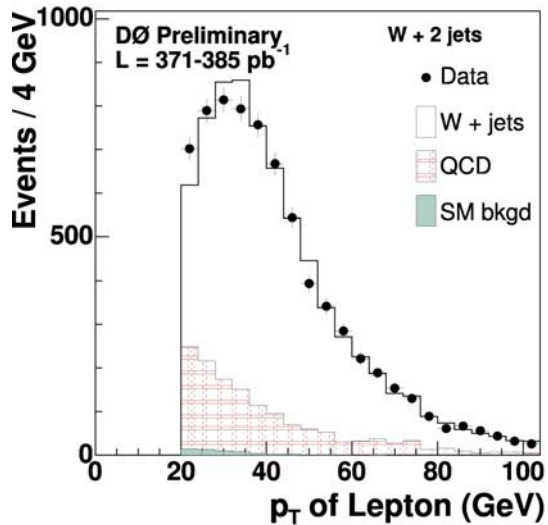 Events / 4 GeV
1000
500
0
DØ Preliminary
L = 371-385 pb⁻¹
W + 2 jets
Data
W + jets
QCD
SM bkgd
0 20 40 60 80 100
pT of Lepton (GeV)